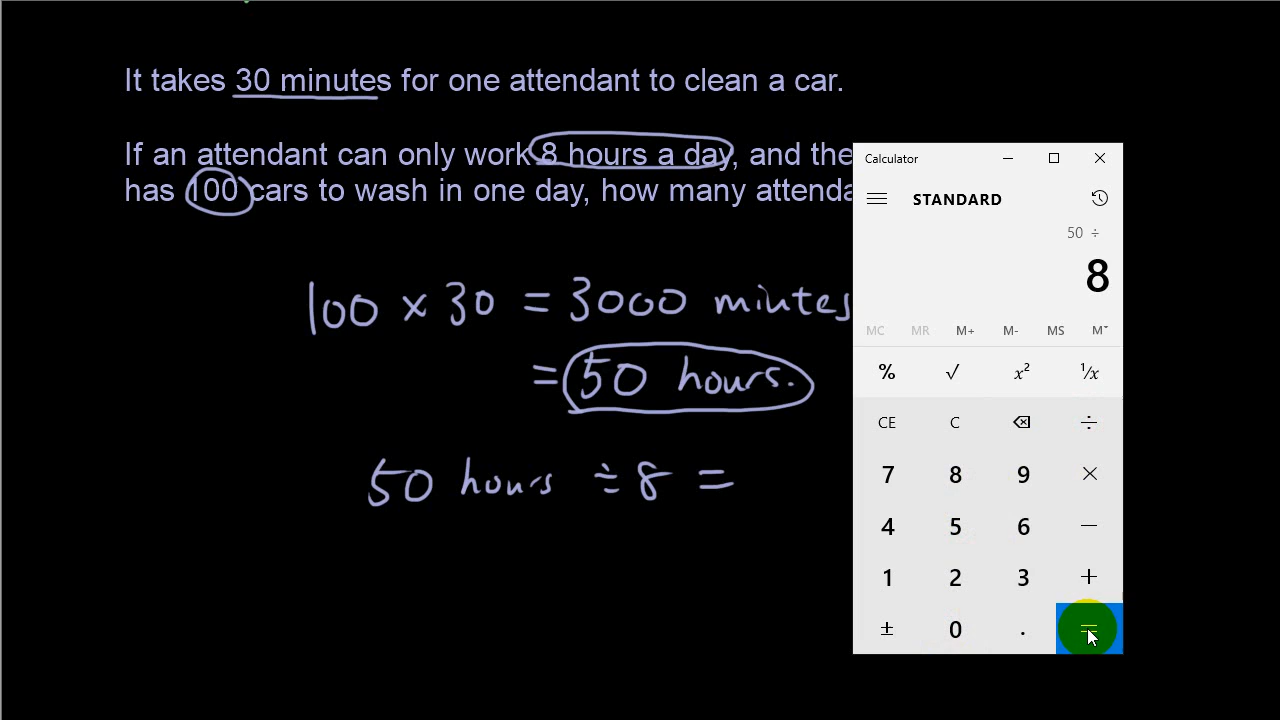 It takes 30 minutes for one attendant to clean a car.
If an attendant can only work 8 hours a day, and the
has 100 cars to wash in one day, how many attenda
100 × 30 = 3000 miutes
= 50 hours.
50 hours ÷ 8 =
Calculator
STANDARD
50 ÷
8
MC MR M+ M- MS M˅
% √ x² ¹/x
CE C ÷
7 8 9 ×
4 5 6 −
1 2 3 +
± 0 . =